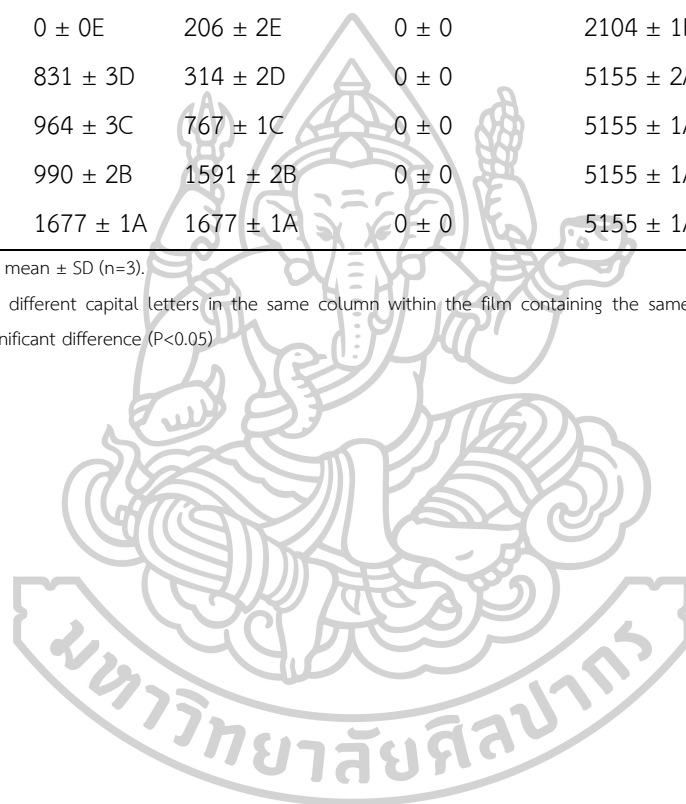 0 ± 0E 206 ± 2E 0 ± 0 2104 ± 1
831 ± 3D 314 ± 2D 0 ± 0 5155 ± 2
964 ± 3C 767 ± 1C 0 ± 0 5155 ± 1
990 ± 2B 1591 ± 2B 0 ± 0 5155 ± 1
1677 ± 1A 1677 ± 1A 0 ± 0 5155 ± 1
mean ± SD (n=3).
different capital letters in the same column within the film containing the same
nificant difference (P<0.05)
มหาวิทยาลัยศิลปากร